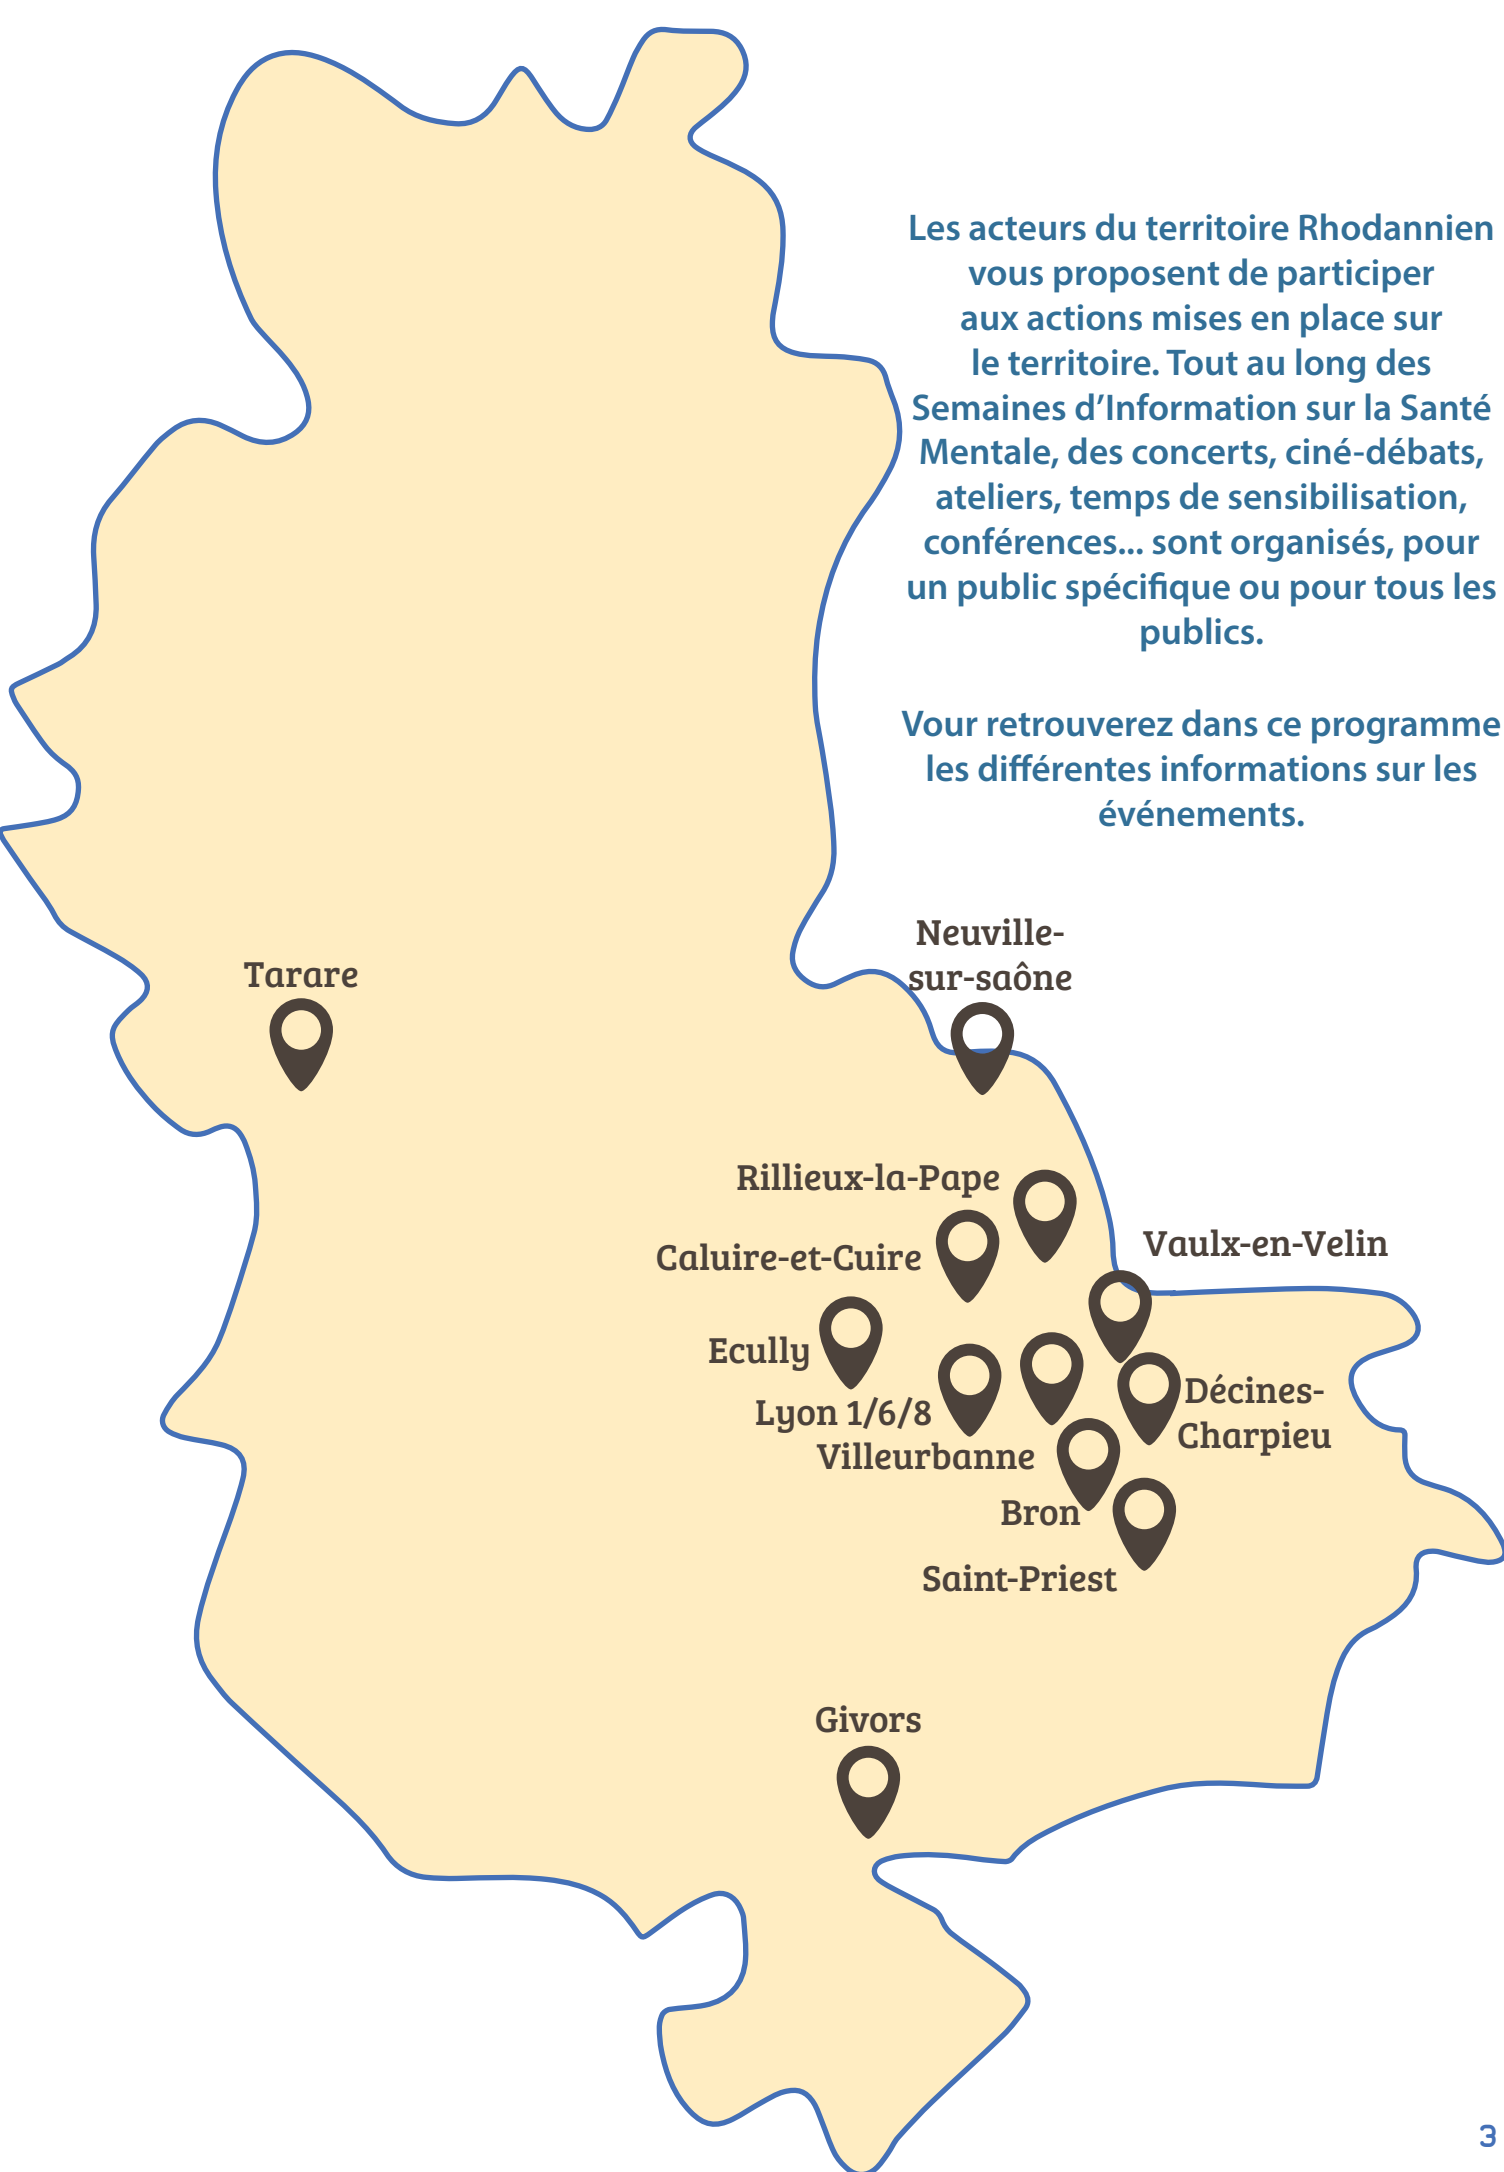 Les acteurs du territoire Rhodannien
vous proposent de participer
aux actions mises en place sur
le territoire. Tout au long des
Semaines d’Information sur la Santé
Mentale, des concerts, ciné-débats,
ateliers, temps de sensibilisation,
conférences... sont organisés, pour
un public spécifique ou pour tous les
publics.
Vour retrouverez dans ce programme
les différentes informations sur les
événements.
Neuville-
sur-saône
Tarare
Rillieux-la-Pape
Vaulx-en-Velin
Caluire-et-Cuire
Ecully
Décines-
Charpieu
Lyon 1/6/8
Villeurbanne
Bron
Saint-Priest
Givors
3